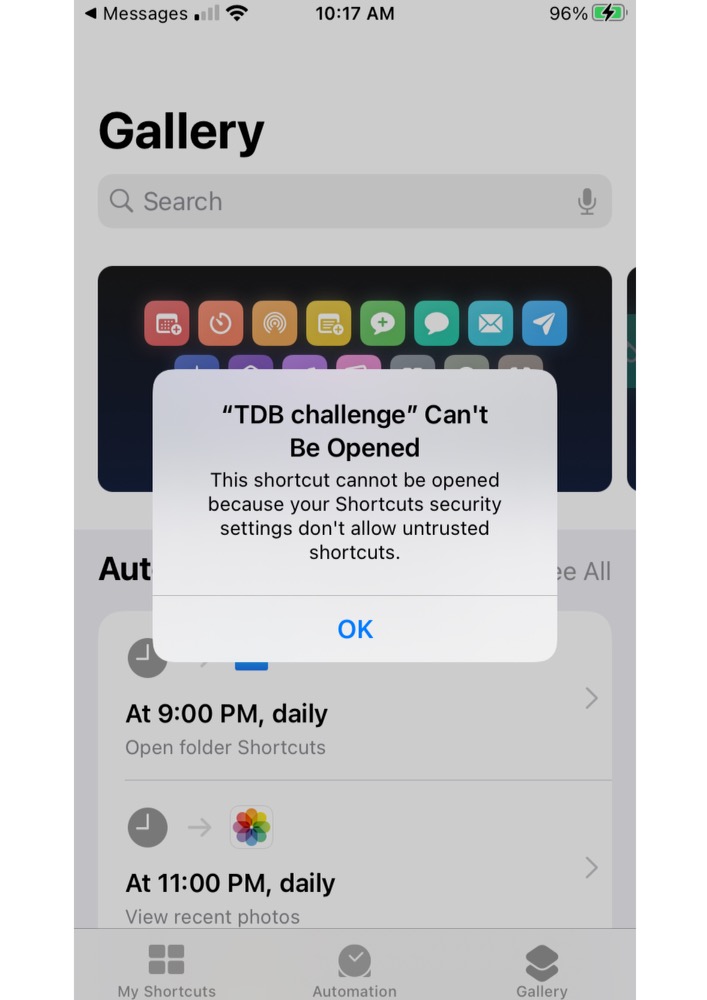 Messages
10:17 AM
96%
Gallery
Search
“TDB challenge” Can't
Be Opened
This shortcut cannot be opened
because your Shortcuts security
settings don't allow untrusted
shortcuts.
OK
Aut
ee All
At 9:00 PM, daily
Open folder Shortcuts
At 11:00 PM, daily
View recent photos
My Shortcuts
Automation
Gallery